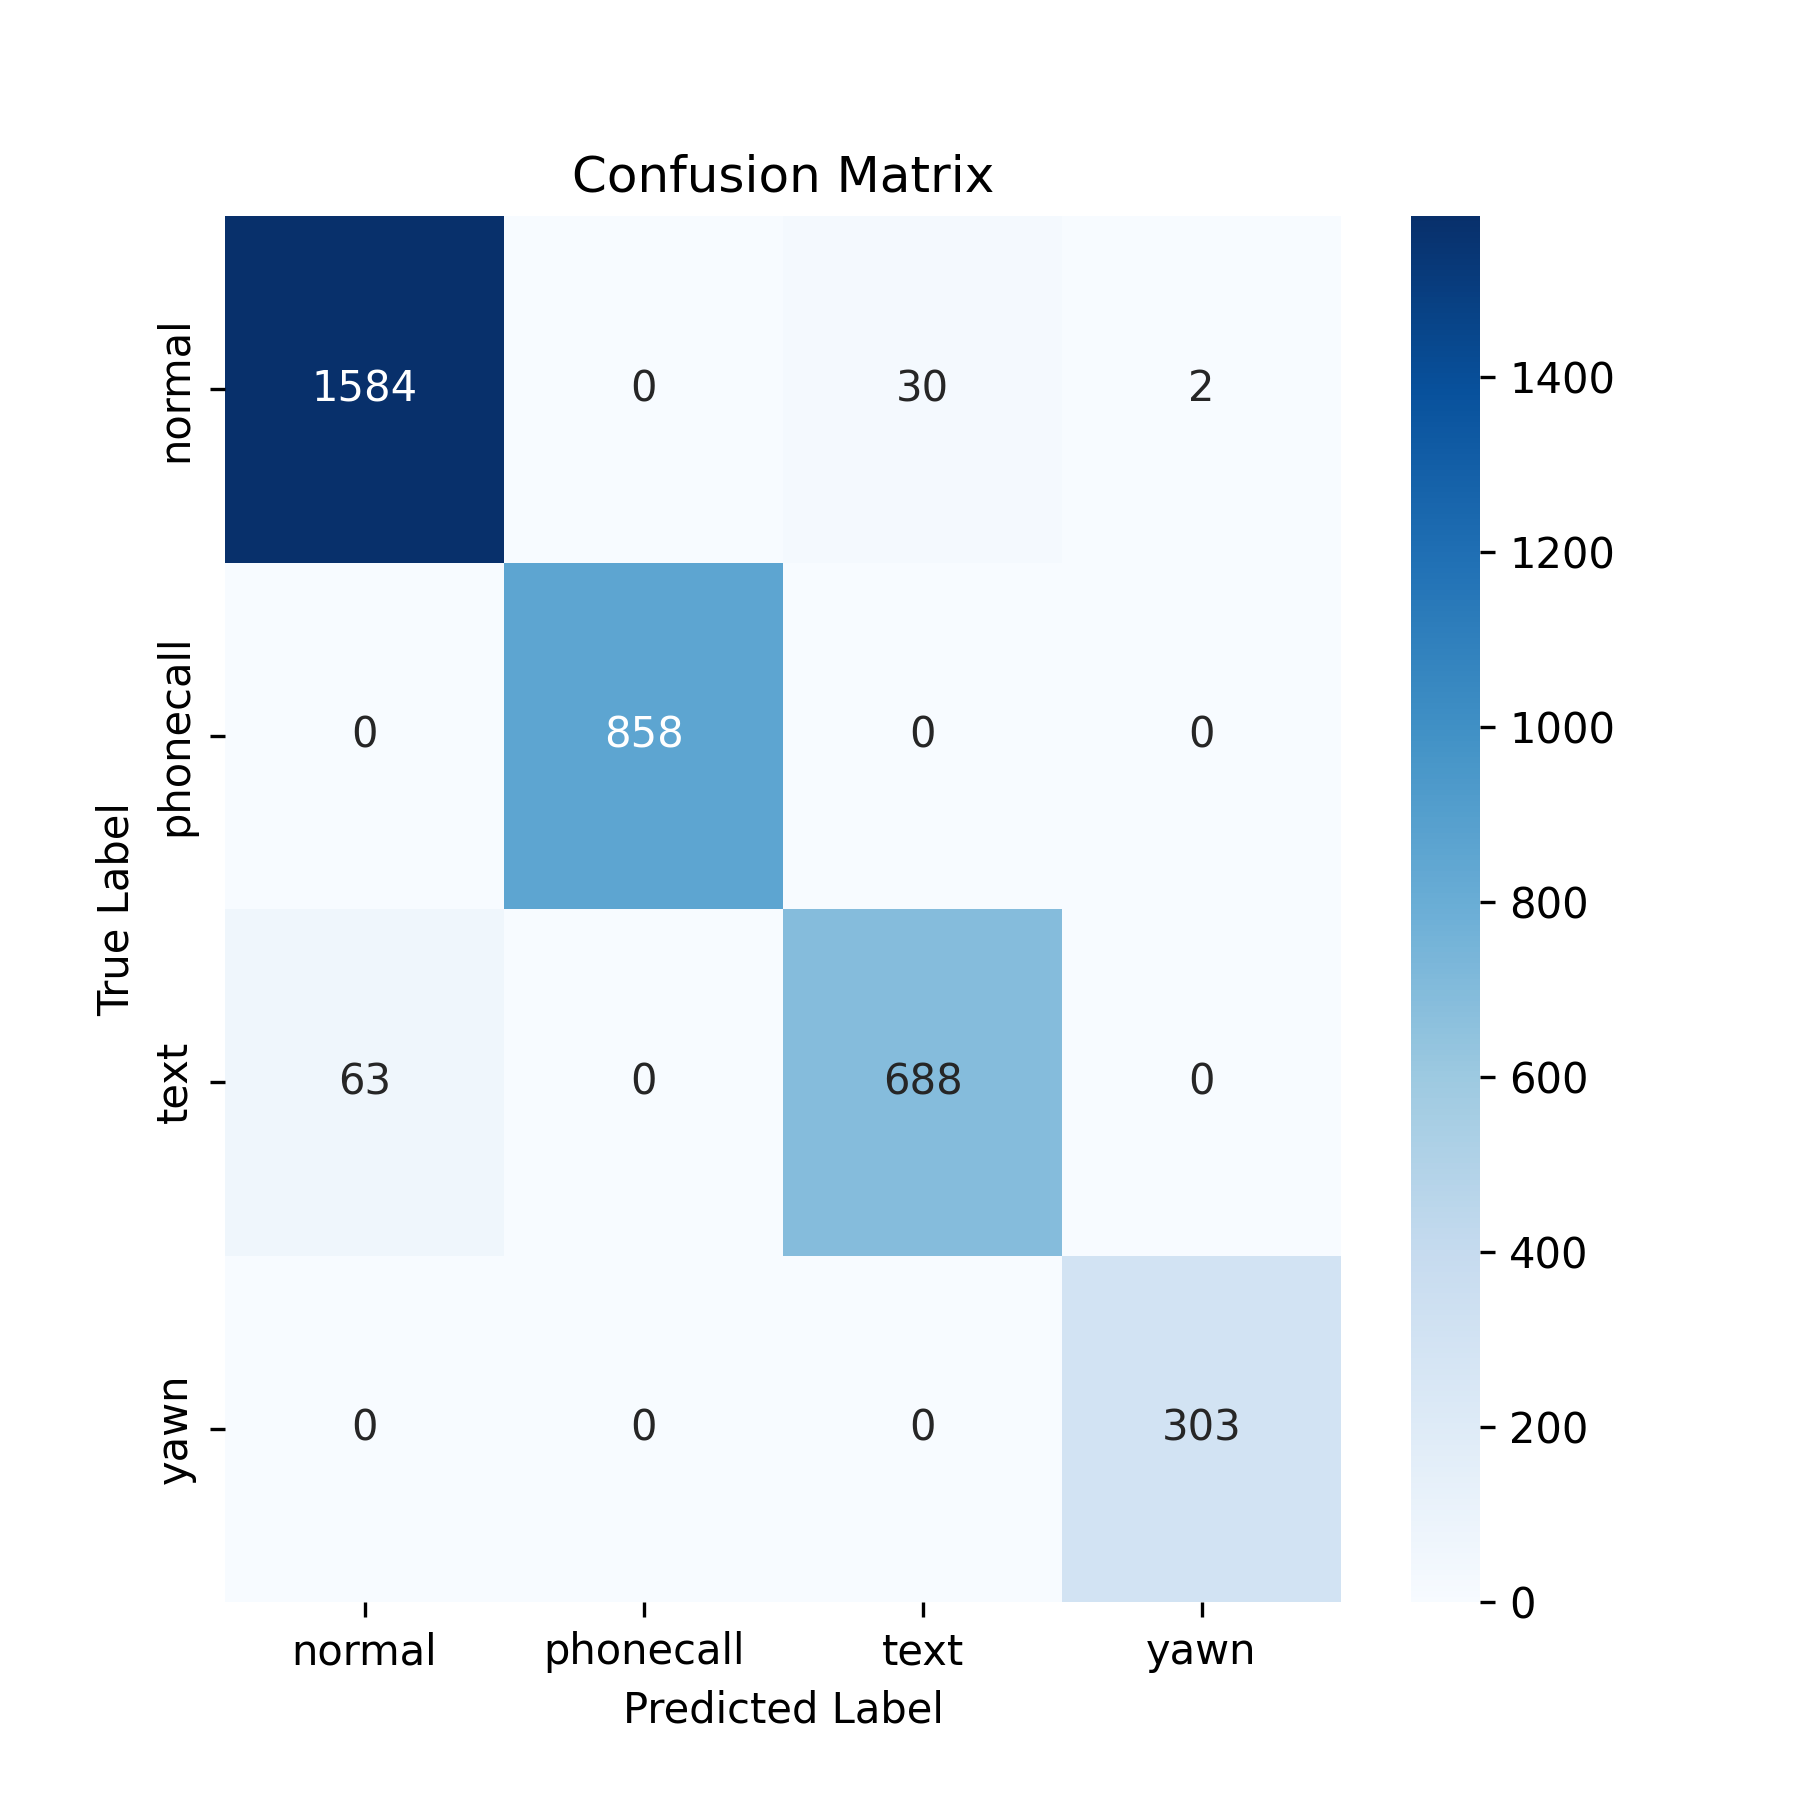 Confusion Matrix
True Label
normal
phonecall
text
yawn
1584 0 30 2
0 858 0 0
63 0 688 0
0 0 0 303
normal phonecall text yawn
Predicted Label
1400
1200
1000
800
600
400
200
0